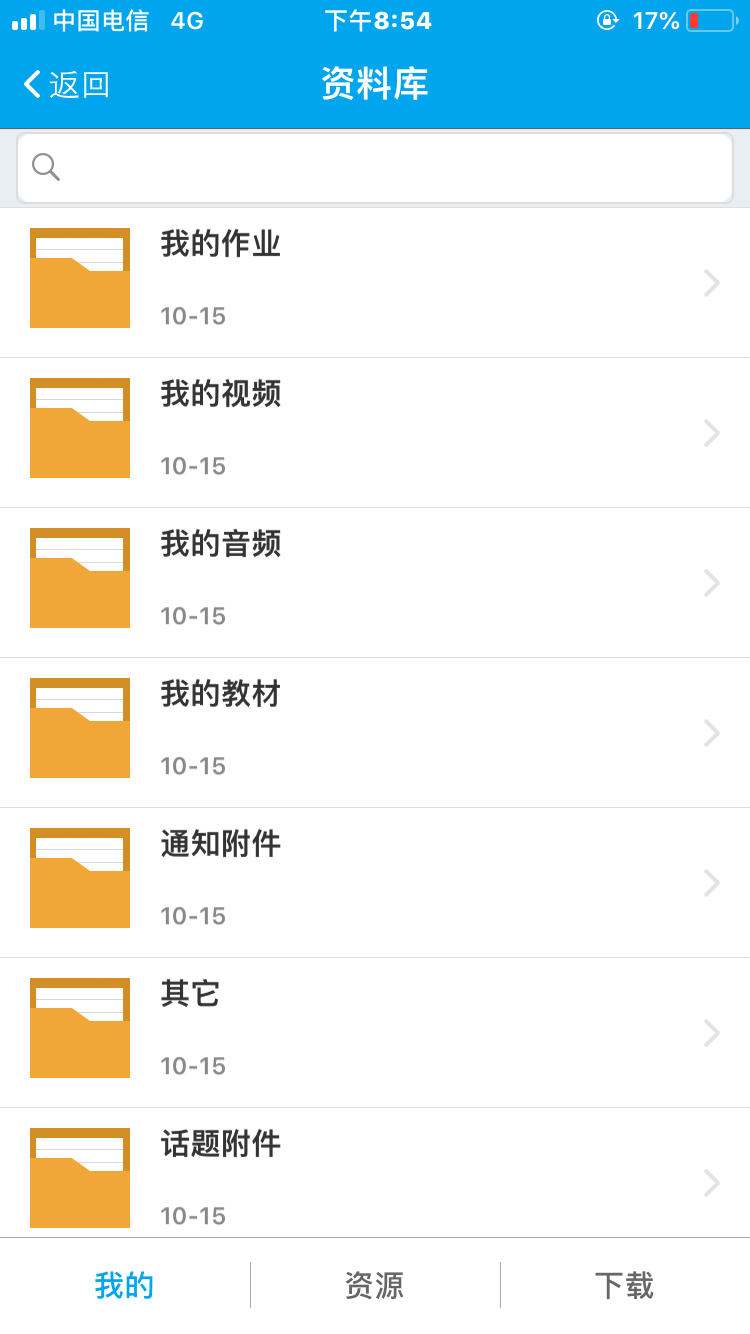 中国电信 4G 下午8:54 17%
返回 资料库
我的作业
10-15
我的视频
10-15
我的音频
10-15
我的教材
10-15
通知附件
10-15
其它
10-15
话题附件
10-15
我的 资源 下载